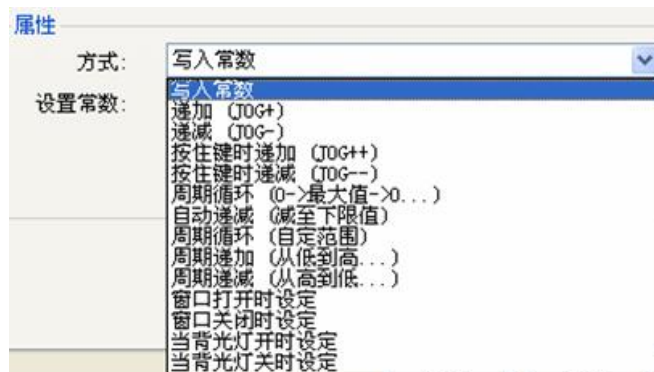 属性
方式: 写入常数
设置常数:
写入常数
递加 (JOG+)
递减 (JOG-)
按住键时递加 (JOG++)
按住键时递减 (JOG--)
周期循环 (0->最大值->0...)
自动递减 (减至下限值)
周期循环 (自定范围)
周期递加 (从低到高...)
周期递减 (从高到低...)
窗口打开时设定
窗口关闭时设定
当背光灯开时设定
当背光灯关时设定